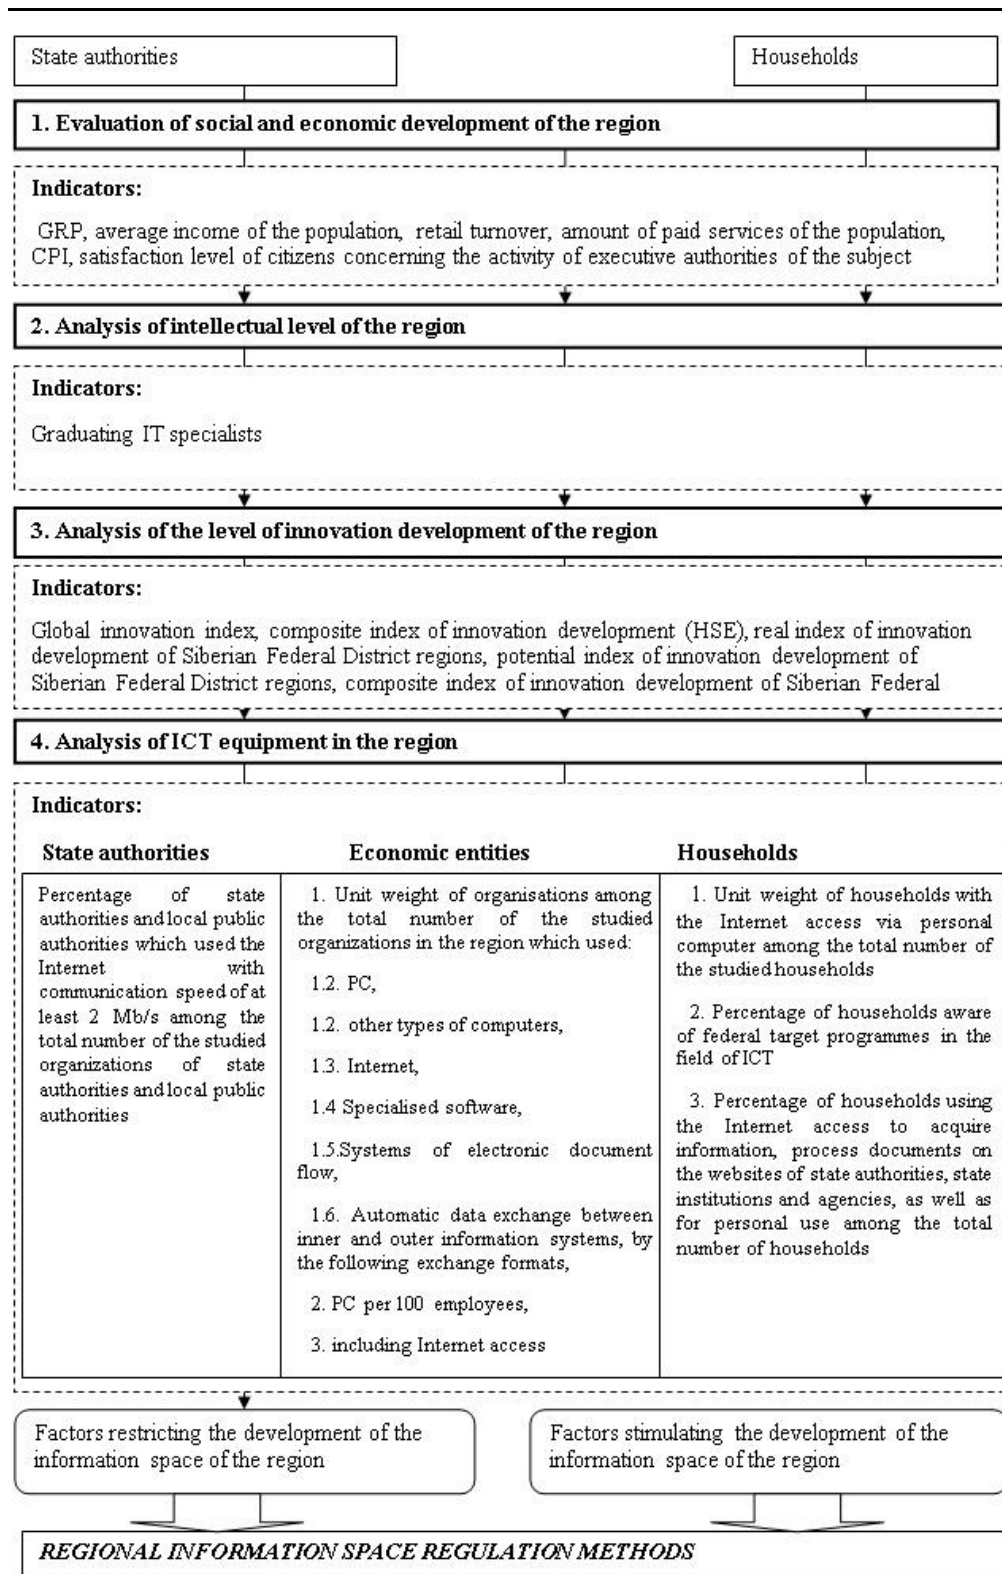 State authorities
Households
1. Evaluation of social and economic development of the region
Indicators:
GRP, average income of the population, retail turnover, amount of paid services of the population,
CPI, satisfaction level of citizens concerning the activity of executive authorities of the subject
2. Analysis of intellectual level of the region
Indicators:
Graduating IT specialists
3. Analysis of the level of innovation development of the region
Indicators:
Global innovation index, composite index of innovation development (HSE), real index of innovation
development of Siberian Federal District regions, potential index of innovation development of
Siberian Federal District regions, composite index of innovation development of Siberian Federal
4. Analysis of ICT equipment in the region
Indicators:
State authorities
Percentage of state
authorities and local public
authorities which used the
Internet with
communication speed of at
least 2 Mb/s among the
total number of the studied
organizations of state
authorities and local public
authorities
Economic entities
1. Unit weight of organisations among
the total number of the studied
organizations in the region which used:
1.2. PC,
1.2. other types of computers,
1.3. Internet,
1.4 Specialised software,
1.5.Systems of electronic document
flow,
1.6. Automatic data exchange between
inner and outer information systems, by
the following exchange formats,
2. PC per 100 employees,
3. including Internet access
Households
1. Unit weight of households with
the Internet access via personal
computer among the total number of
the studied households
2. Percentage of households aware
of federal target programmes in the
field of ICT
3. Percentage of households using
the Internet access to acquire
information, process documents on
the websites of state authorities, state
institutions and agencies, as well as
for personal use among the total
number of households
Factors restricting the development of the
information space of the region
Factors stimulating the development of the
information space of the region
REGIONAL INFORMATION SPACE REGULATION METHODS